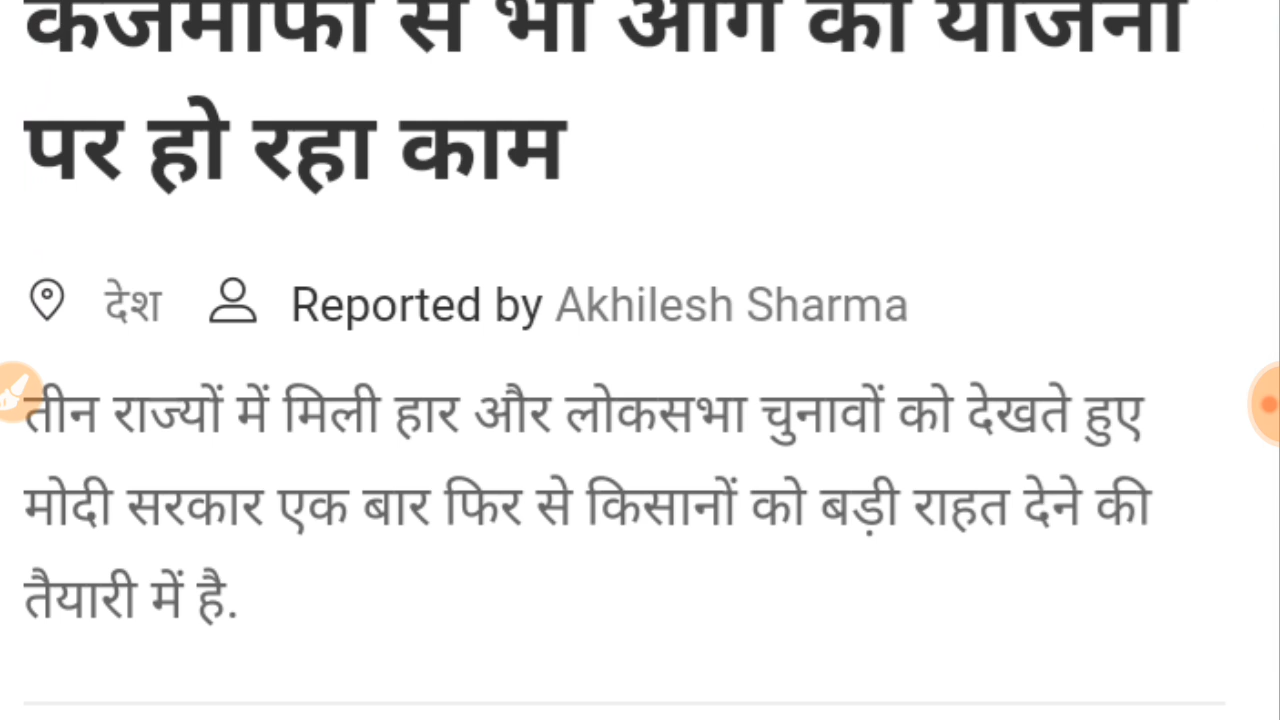 कर्जमाफी से भी आगे की योजना
पर हो रहा काम
देश Reported by Akhilesh Sharma
तीन राज्यों में मिली हार और लोकसभा चुनावों को देखते हुए
मोदी सरकार एक बार फिर से किसानों को बड़ी राहत देने की
तैयारी में है.